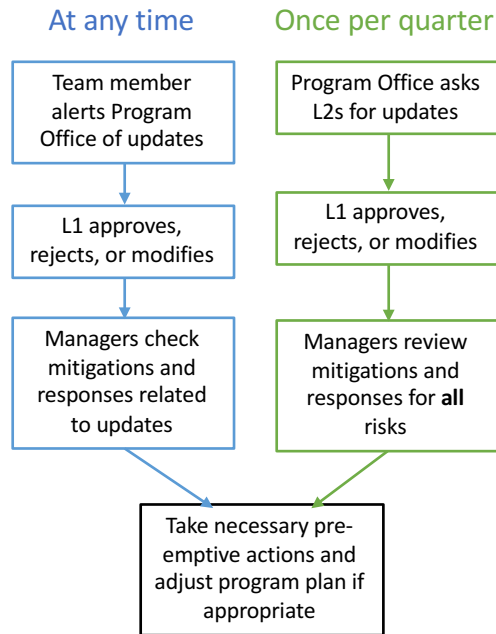 At any time
Once per quarter
Team member
alerts Program
Office of updates
Program Office asks
L2s for updates
L1 approves,
rejects, or modifies
L1 approves,
rejects, or modifies
Managers check
mitigations and
responses related
to updates
Managers review
mitigations and
responses for all
risks
Take necessary pre-
emptive actions and
adjust program plan if
appropriate